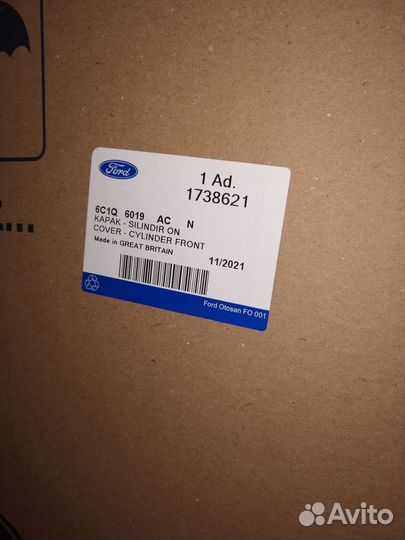 Ford
1 Ad.
1738621
6C1Q 6019 AC N
KAPAK - SILINDIR ON
COVER - CYLINDER FRONT
Made in GREAT BRITAIN
11/2021
Ford Otosan FO 001
Avito